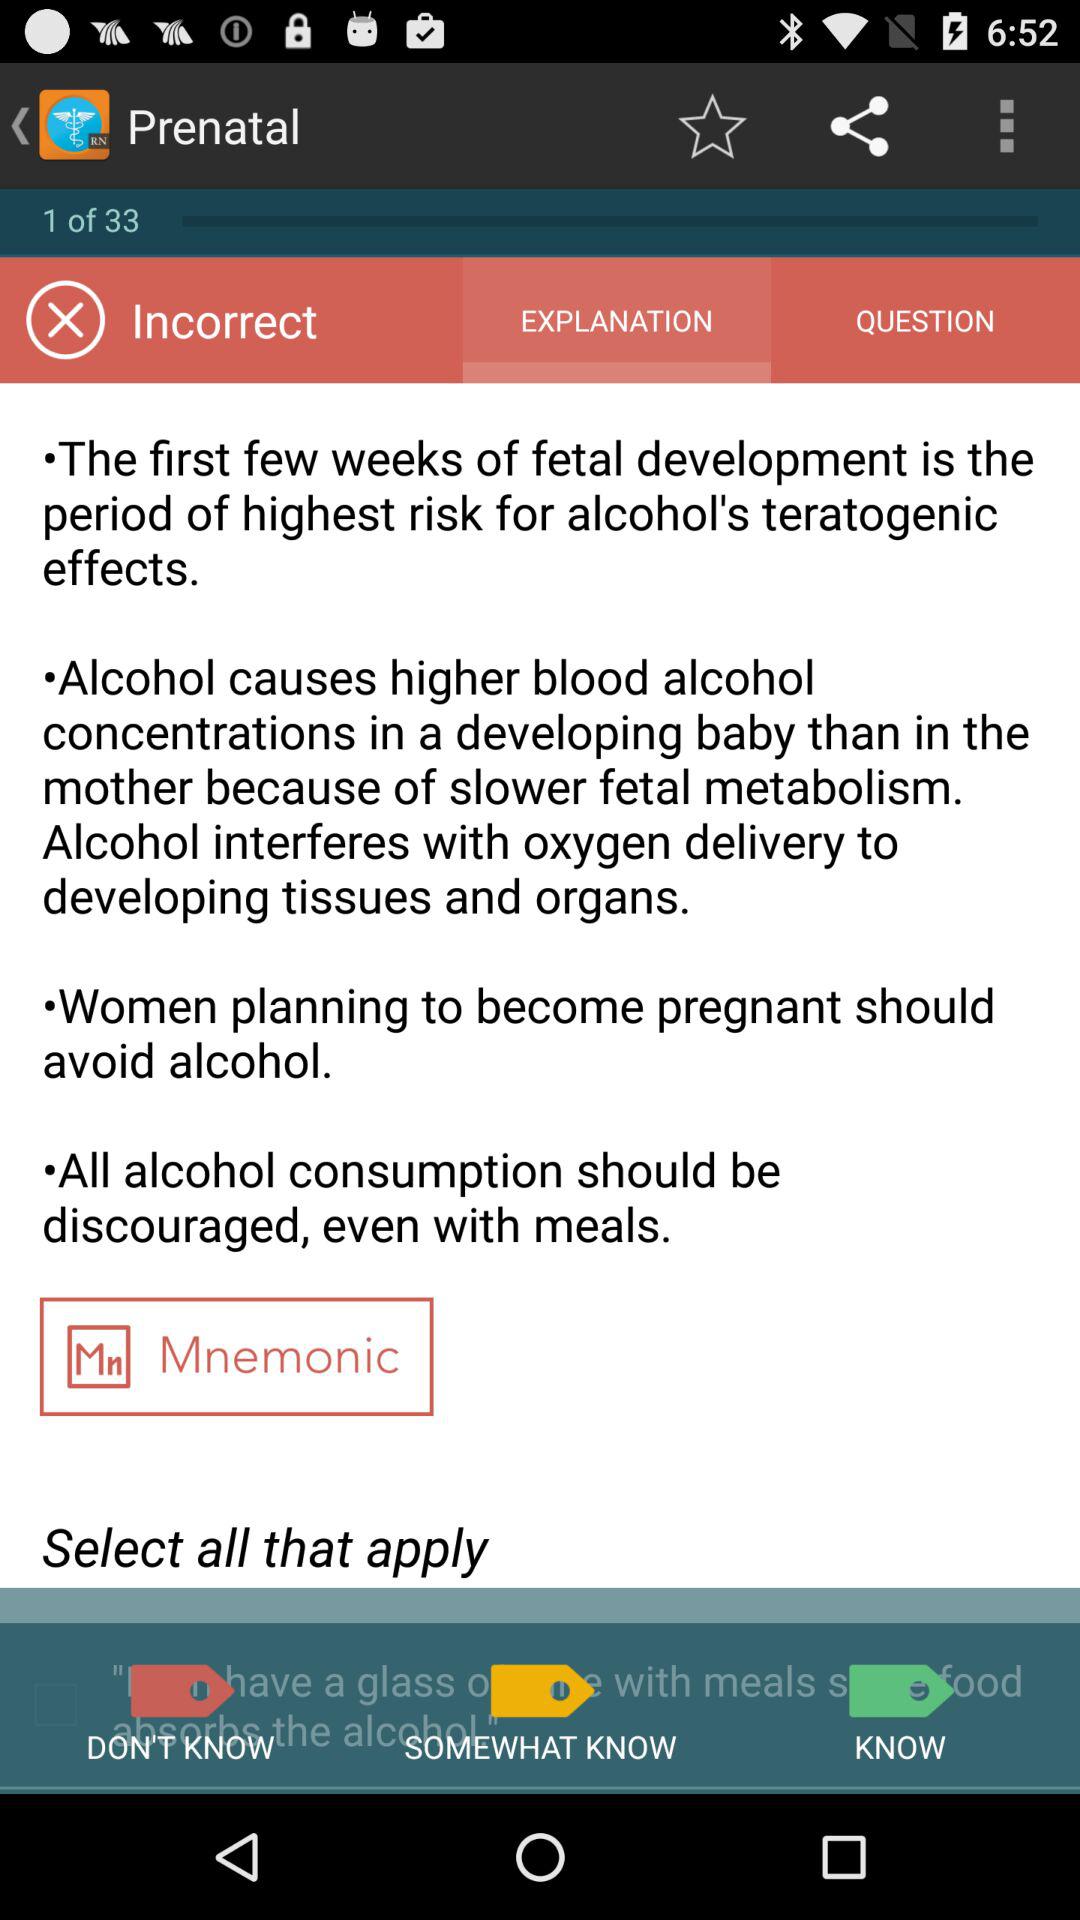 6:52
RN Prenatal
1 of 33
Incorrect EXPLANATION QUESTION
•The first few weeks of fetal development is the
period of highest risk for alcohol's teratogenic
effects.
•Alcohol causes higher blood alcohol
concentrations in a developing baby than in the
mother because of slower fetal metabolism.
Alcohol interferes with oxygen delivery to
developing tissues and organs.
•Women planning to become pregnant should
avoid alcohol.
•All alcohol consumption should be
discouraged, even with meals.
Mn Mnemonic
Select all that apply
have a glass with meals food
absorbs the alcohol."
DON'T KNOW SOMEWHAT KNOW KNOW